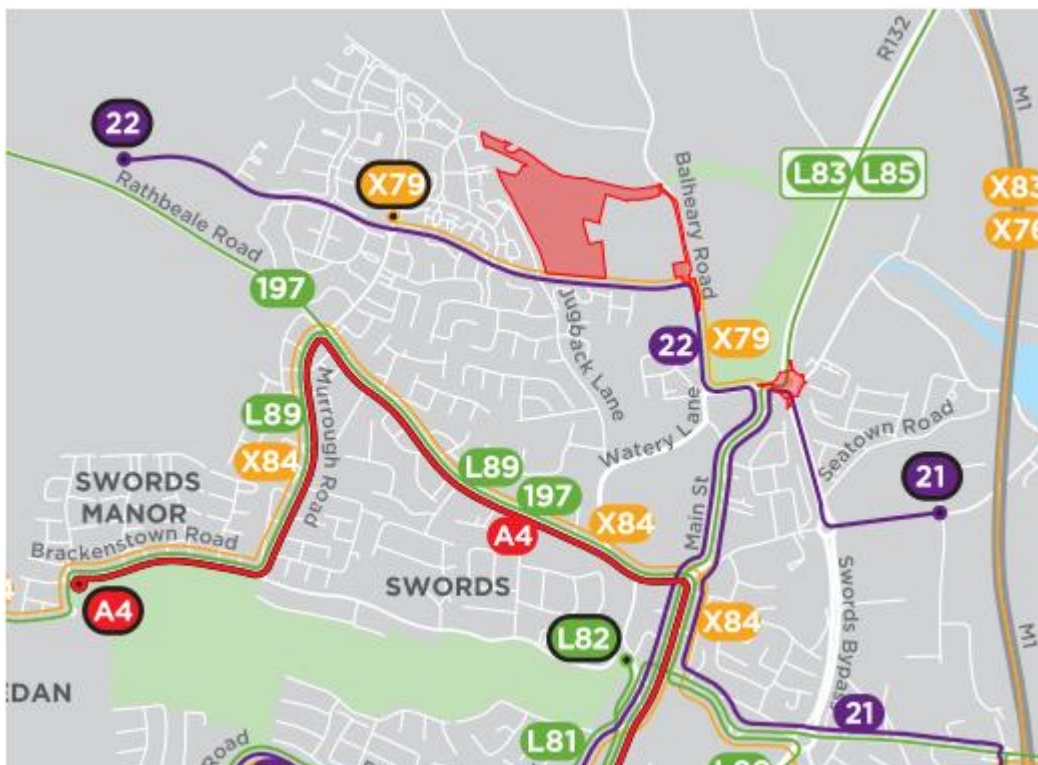 R132
M1
22
Balheary Road
L83 L85
X79
Rathbeale Road
X83
X76
197
Jugback Lane
22
X79
Murrough Road
L89
Watery Lane
Seatown Road
X84
L89
SWORDS
MANOR
197
Main St
21
X84
A4
Brackenstown Road
SWORDS
Swords Bypass
A4
X84
L82
M1
EDAN
21
L81
Road